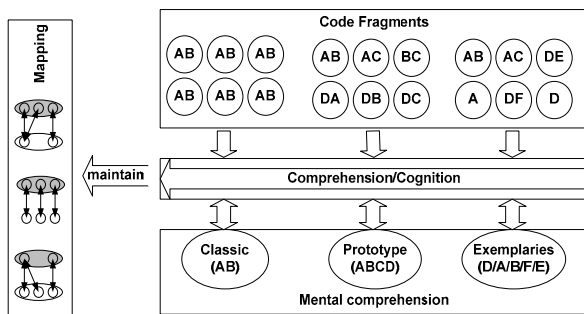 Mapping
Code Fragments
AB AB AB AB AC BC AB AC DE
AB AB AB DA DB DC A DF D
maintain
Comprehension/Cognition
Classic Prototype Exemplaries
(AB) (ABCD) (D/A/B/F/E)
Mental comprehension